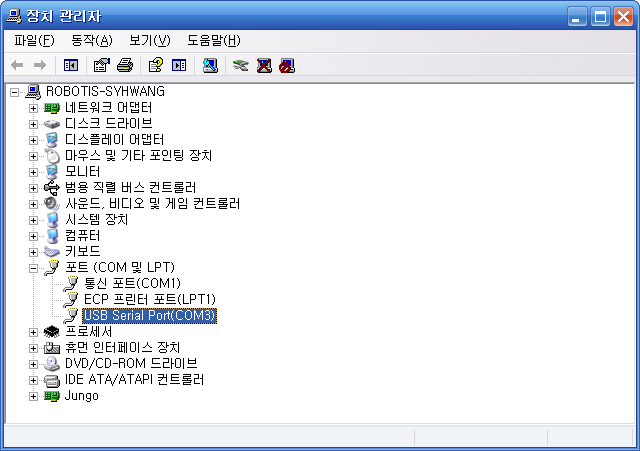 장치 관리자
파일(F) 동작(A) 보기(V) 도움말(H)
ROBOTIS-SYHWANG
네트워크 어댑터
디스크 드라이브
디스플레이 어댑터
마우스 및 기타 포인팅 장치
모니터
범용 직렬 버스 컨트롤러
사운드, 비디오 및 게임 컨트롤러
시스템 장치
컴퓨터
키보드
포트 (COM 및 LPT)
통신 포트(COM1)
ECP 프린터 포트(LPT1)
USB Serial Port(COM3)
프로세서
휴먼 인터페이스 장치
DVD/CD-ROM 드라이브
IDE ATA/ATAPI 컨트롤러
Jungo